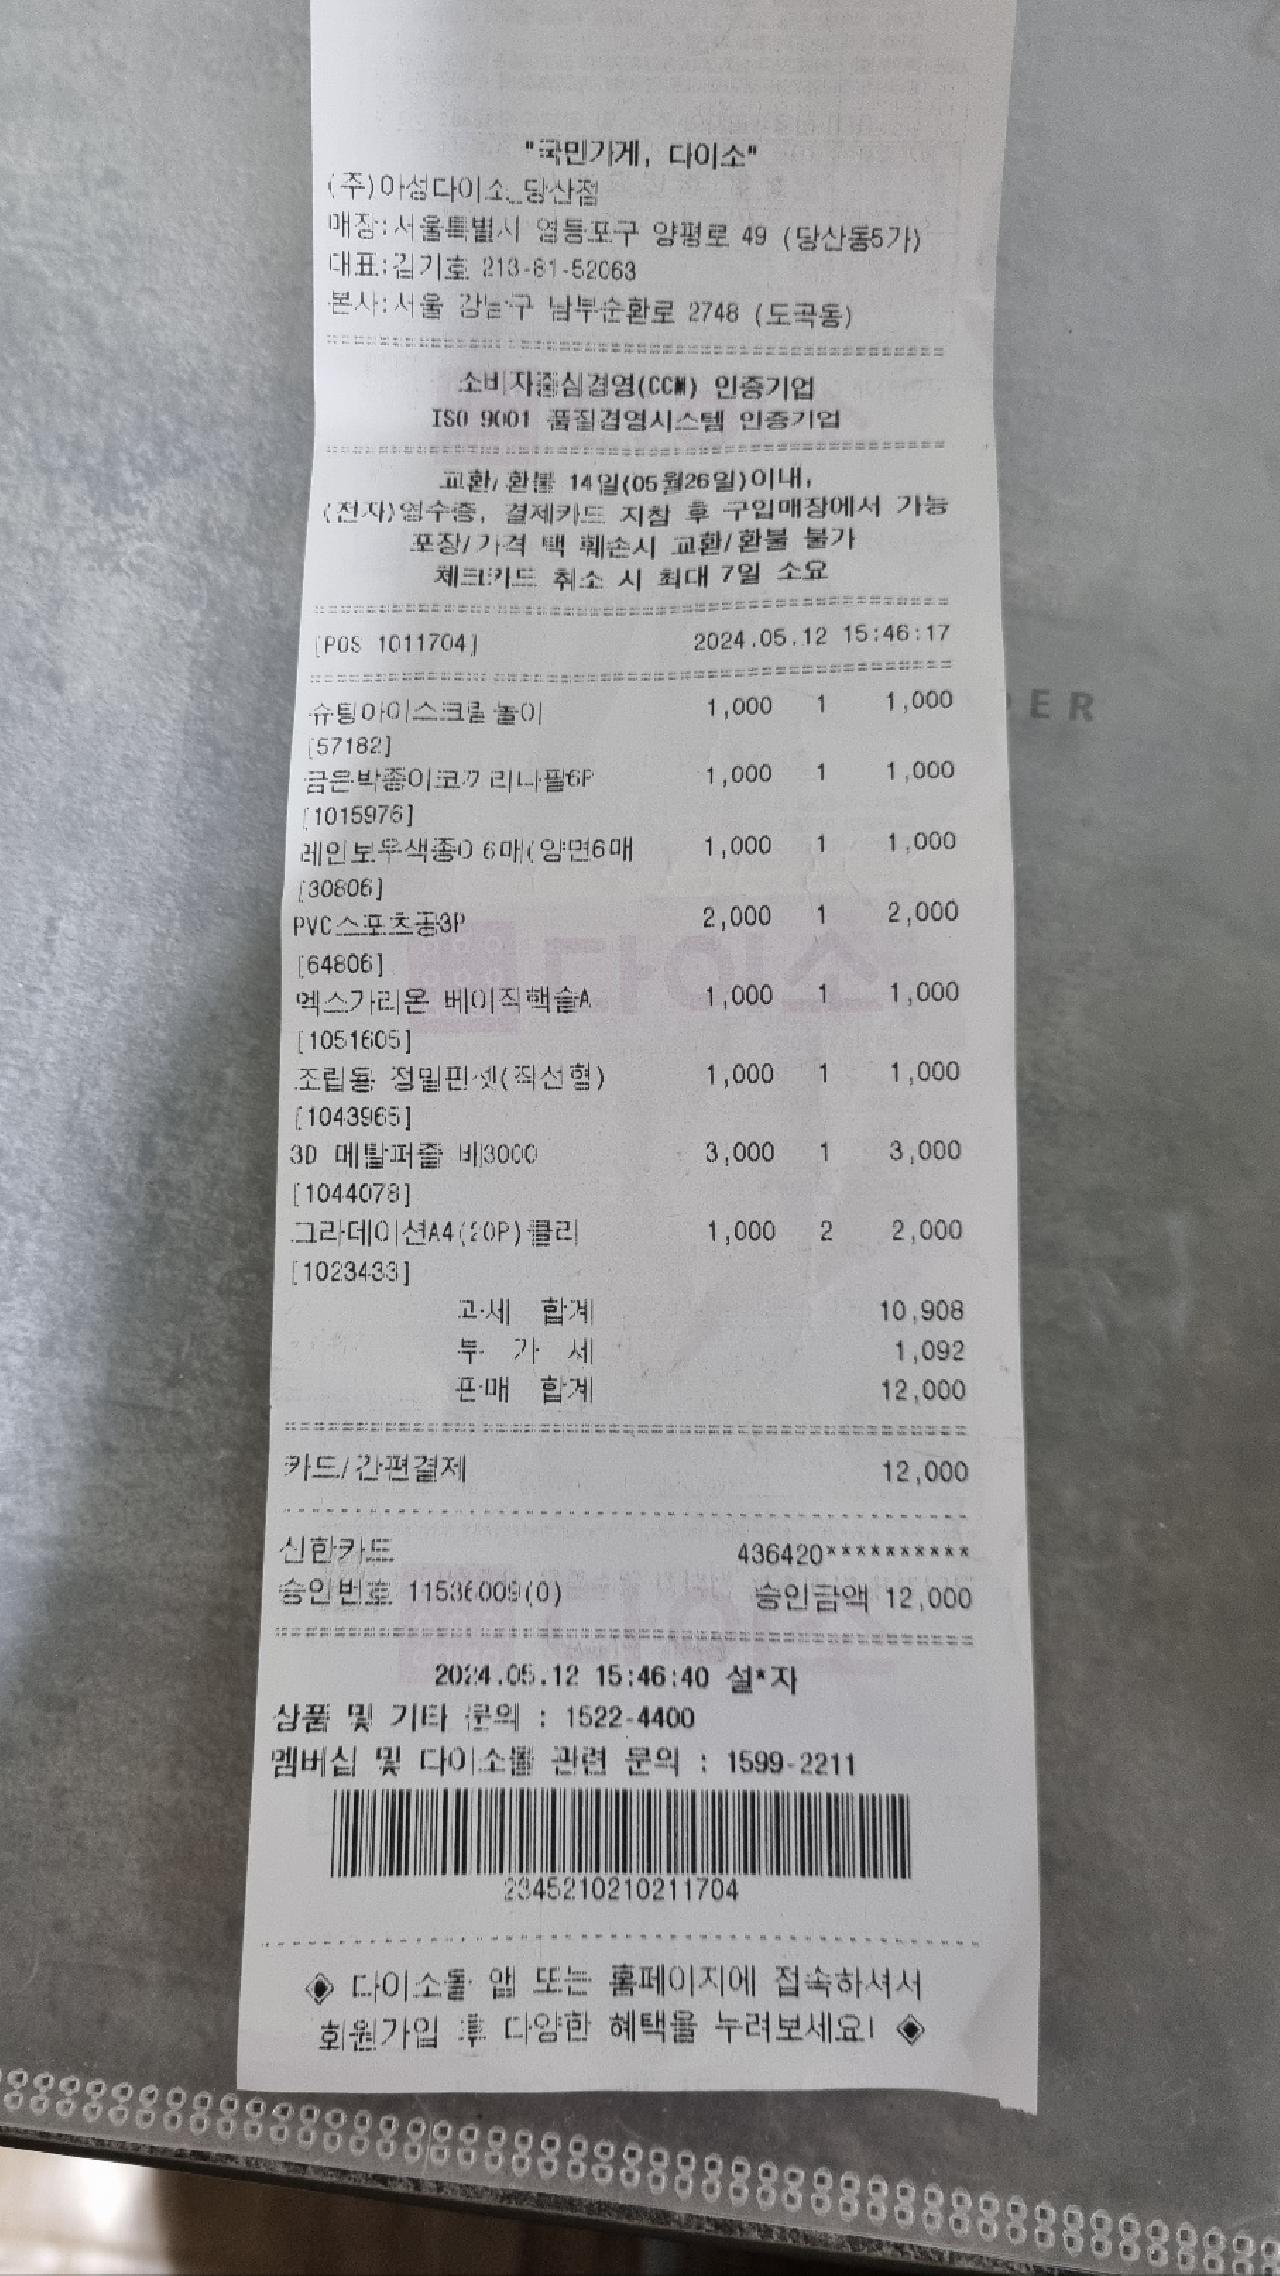 "국민가게, 다이소"
(주)아성다이소_당산점
매장:서울특별시 영등포구 양평로 49 (당산동5가)
대표:김기호 213-81-52063
본사:서울 강남구 남부순환로 2748 (도곡동)
소비자중심경영(CCM) 인증기업
ISO 9001 품질경영시스템 인증기업
교환/환불 14일(05월26일)이내,
(전자)영수증, 결제카드 지참 후 구입매장에서 가능
포장/가격 택 훼손시 교환/환불 불가
체크카드 취소 시 최대 7일 소요
[POS 1011704] 2024.05.12 15:46:17
슈팅아이스크림놀이 1,000 1 1,000
[57182]
금은박종이코끼리나팔6P 1,000 1 1,000
[1015976]
레인보우색종이6매(양면6매 1,000 1 1,000
[30806]
PVC스포츠공3P 2,000 1 2,000
[64806]
엑스가리온 베이직핵슬A 1,000 1 1,000
[1051605]
조립용 정밀핀셋(직선형) 1,000 1 1,000
[1043965]
3D 메탈퍼즐 배3000 3,000 1 3,000
[1044078]
그라데이션A4(20P)클리 1,000 2 2,000
[1023433]
과세 합계 10,908
부 가 세 1,092
판매 합계 12,000
카드/간편결제 12,000
신한카드 436420**********
승인번호 11536009(0) 승인금액 12,000
2024.05.12 15:46:40 설*자
상품 및 기타 문의 : 1522-4400
멤버십 및 다이소몰 관련 문의 : 1599-2211
2345210210211704
◈ 다이소몰 앱 또는 홈페이지에 접속하셔서
회원가입 후 다양한 혜택을 누려보세요! ◈